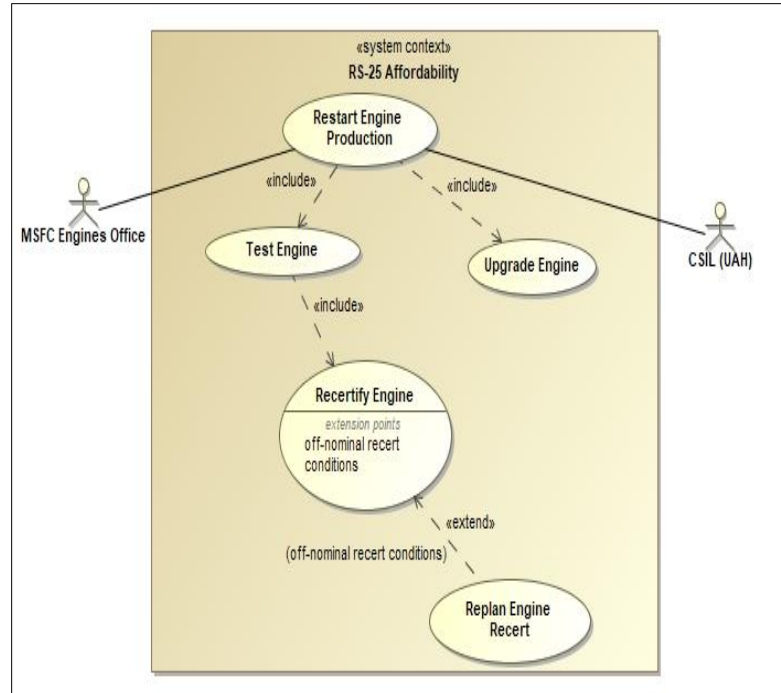 «system context»
RS-25 Affordability
Restart Engine
Production
«include»
«include»
MSFC Engines Office
Test Engine
Upgrade Engine
CSIL (UAH)
«include»
Recertify Engine
extension points
off-nominal recert
conditions
«extend»
(off-nominal recert conditions)
Replan Engine
Recert